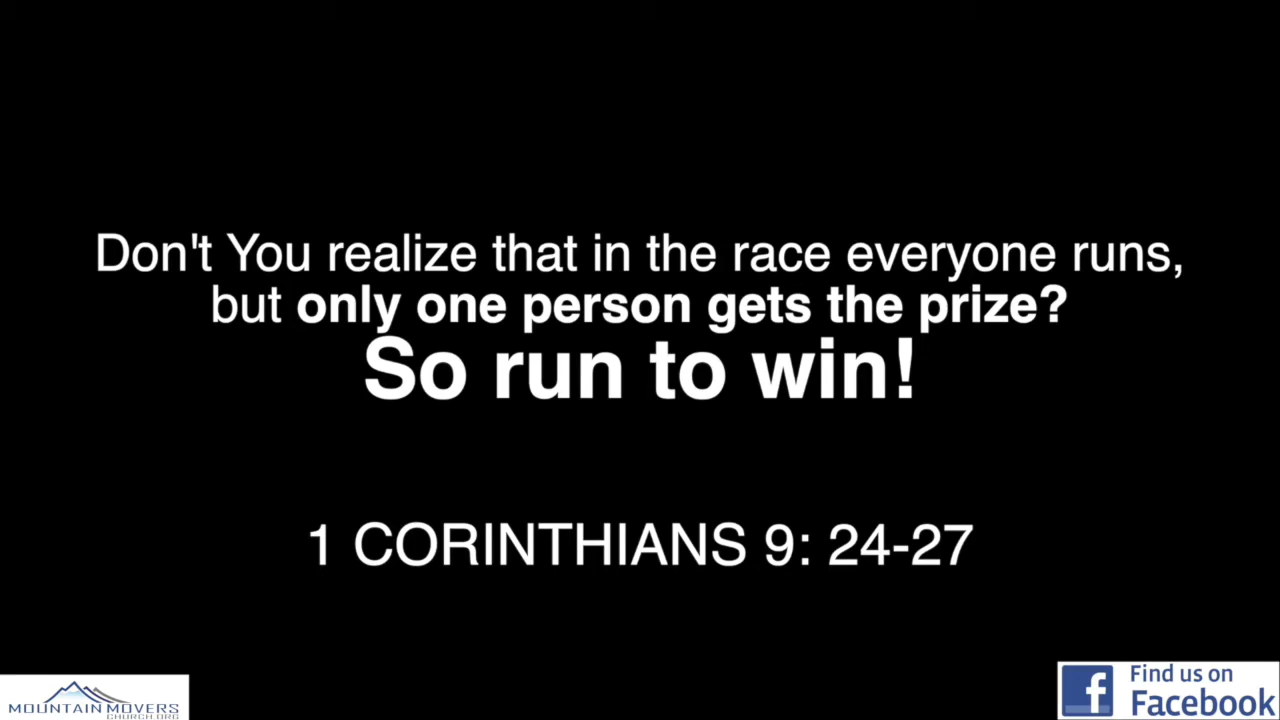 Don't You realize that in the race everyone runs,
but only one person gets the prize?
So run to win!
1 CORINTHIANS 9: 24-27
MOUNTAIN MOVERS
CHURCH.ORG
f
Find us on
Facebook